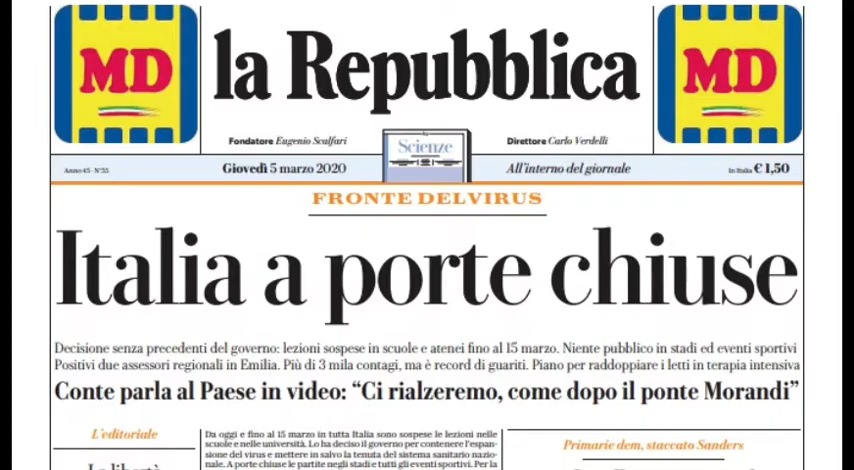 MD
la Repubblica
MD
Fondatore Eugenio Scalfari
Direttore Carlo Verdelli
Scienze
Anno 45 - N° 55
Giovedì 5 marzo 2020
All'interno del giornale
In Italia € 1,50
FRONTE DEL VIRUS
Italia a porte chiuse
Decisione senza precedenti del governo: lezioni sospese in scuole e atenei fino al 15 marzo. Niente pubblico in stadi ed eventi sportivi
Positivi due assessori regionali in Emilia. Più di 3 mila contagi, ma è record di guariti. Piano per raddoppiare i letti in terapia intensiva
Conte parla al Paese in video: “Ci rialzeremo, come dopo il ponte Morandi”
L'editoriale
La libertà
Da oggi e fino al 15 marzo in tutta Italia sono sospese le lezioni nelle
scuole e nelle università. Lo ha deciso il governo per contenere l'espan-
sione del virus e mettere in salvo la tenuta del sistema sanitario nazio-
nale. A porte chiuse le partite negli stadi e tutti gli eventi sportivi. Per la
Primarie dem, staccato Sanders